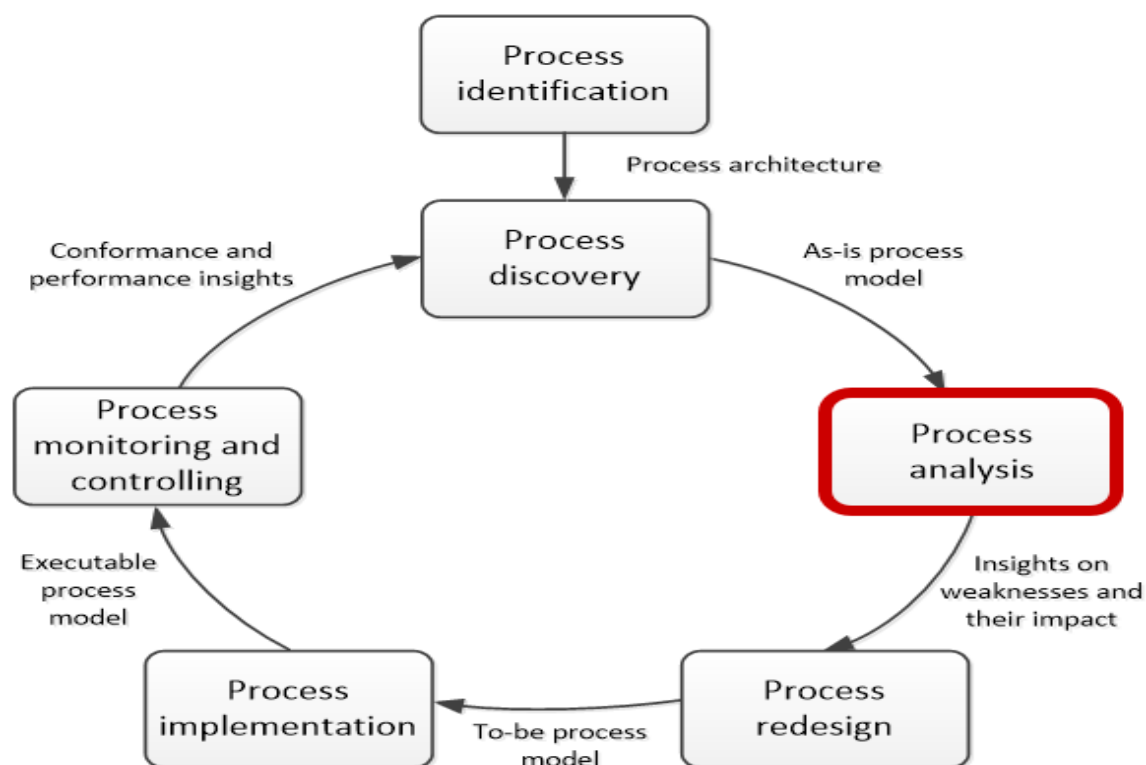 Process
identification
Process architecture
Process
discovery
As-is process
model
Process
analysis
Insights on
weaknesses and
their impact
Process
redesign
To-be process
model
Process
implementation
Executable
process
model
Process
monitoring and
controlling
Conformance and
performance insights